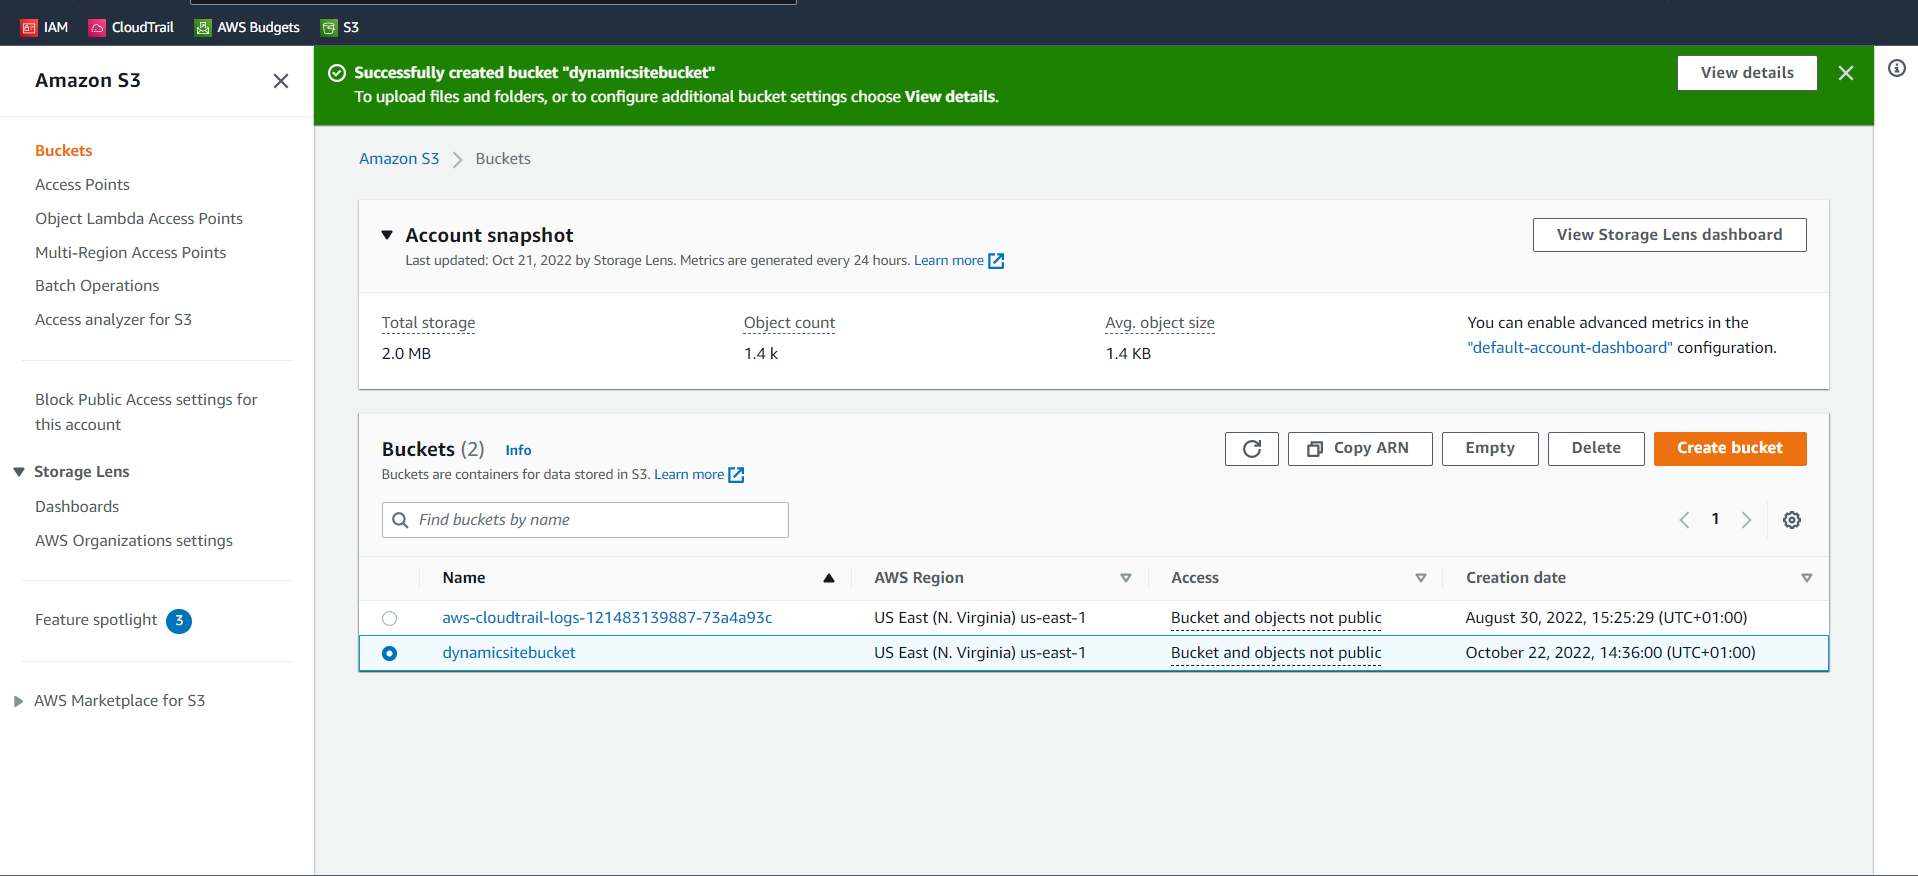 IAM CloudTrail AWS Budgets S3
Amazon S3
Buckets
Access Points
Object Lambda Access Points
Multi-Region Access Points
Batch Operations
Access analyzer for S3
Block Public Access settings for
this account
Storage Lens
Dashboards
AWS Organizations settings
Feature spotlight 3
AWS Marketplace for S3
Successfully created bucket "dynamicsitebucket"
To upload files and folders, or to configure additional bucket settings choose View details.
View details
Amazon S3 Buckets
Account snapshot
Last updated: Oct 21, 2022 by Storage Lens. Metrics are generated every 24 hours. Learn more
View Storage Lens dashboard
Total storage
2.0 MB
Object count
1.4 k
Avg. object size
1.4 KB
You can enable advanced metrics in the
"default-account-dashboard" configuration.
Buckets (2) Info
Buckets are containers for data stored in S3. Learn more
Copy ARN Empty Delete Create bucket
Find buckets by name
1
Name AWS Region Access Creation date
aws-cloudtrail-logs-121483139887-73a4a93c US East (N. Virginia) us-east-1 Bucket and objects not public August 30, 2022, 15:25:29 (UTC+01:00)
dynamicsitebucket US East (N. Virginia) us-east-1 Bucket and objects not public October 22, 2022, 14:36:00 (UTC+01:00)